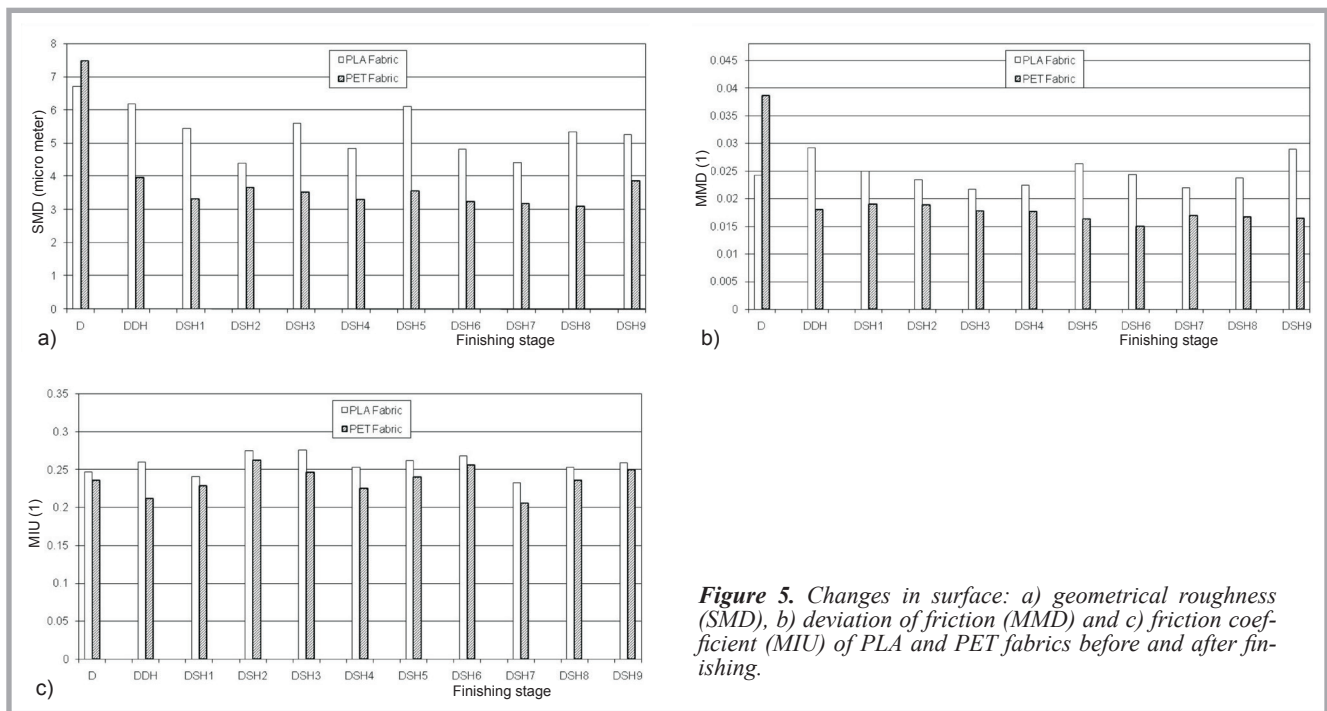 8
7
6
5
4
3
2
1
0
SMD (micro meter)
PLA Fabric
PET Fabric
D DDH DSH1 DSH2 DSH3 DSH4 DSH5 DSH6 DSH7 DSH8 DSH9
a)
Finishing stage
0.045
0.04
0.035
0.03
0.025
0.02
0.015
0.01
0.005
0
MMD (1)
PLA Fabric
PET Fabric
D DDH DSH1 DSH2 DSH3 DSH4 DSH5 DSH6 DSH7 DSH8 DSH9
b)
Finishing stage
0.35
0.3
0.25
0.2
0.15
0.1
0.05
0
MIU (1)
PLA Fabric
PET Fabric
D DDH DSH1 DSH2 DSH3 DSH4 DSH5 DSH6 DSH7 DSH8 DSH9
c)
Finishing stage
Figure 5. Changes in surface: a) geometrical roughness
(SMD), b) deviation of friction (MMD) and c) friction coef-
ficient (MIU) of PLA and PET fabrics before and after fin-
ishing.